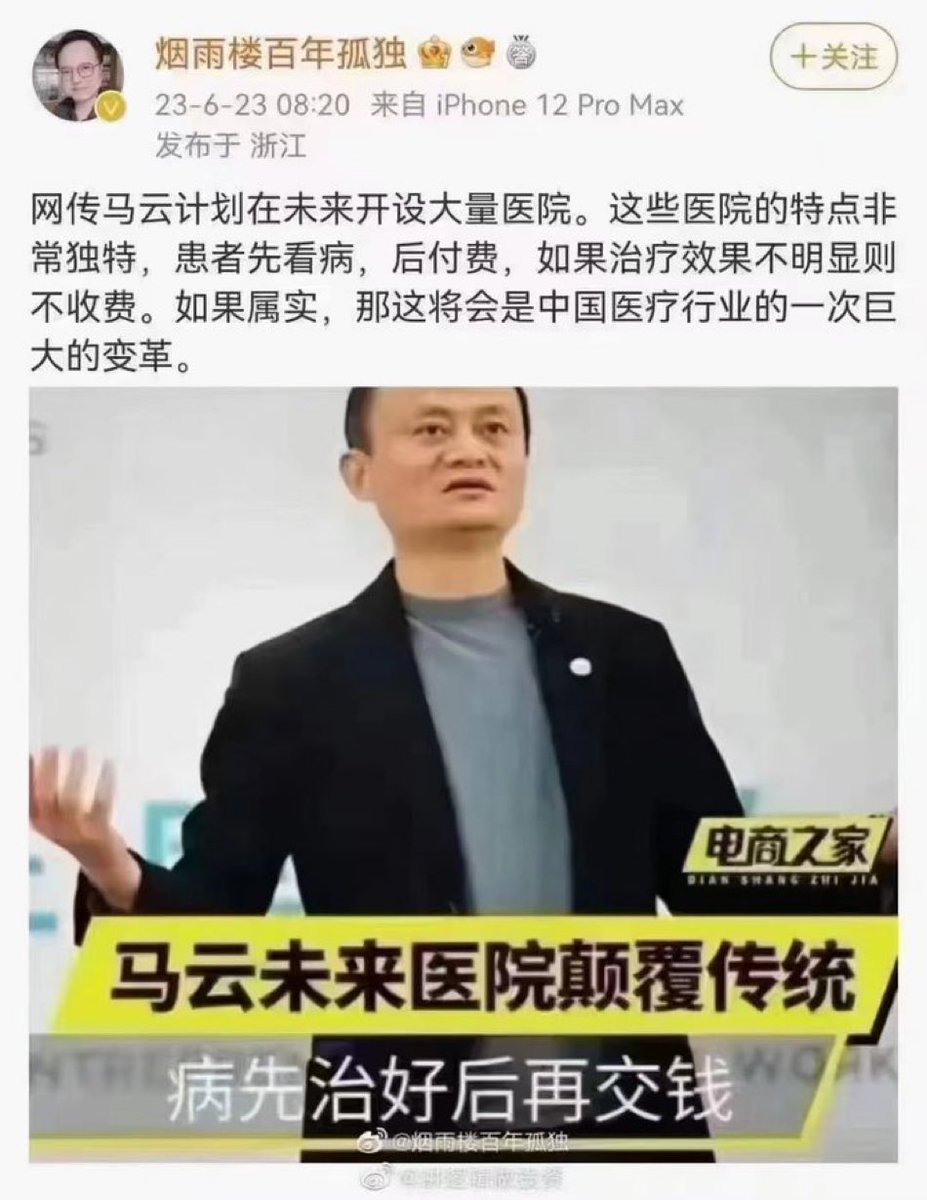 烟雨楼百年孤独
+关注
23-6-23 08:20 来自 iPhone 12 Pro Max
发布于 浙江
网传马云计划在未来开设大量医院。这些医院的特点非
常独特，患者先看病，后付费，如果治疗效果不明显则
不收费。如果属实，那这将会是中国医疗行业的一次巨
大的变革。
电商之家
DIAN SHANG ZHI JIA
马云未来医院颠覆传统
病先治好后再交钱
@烟雨楼百年孤独